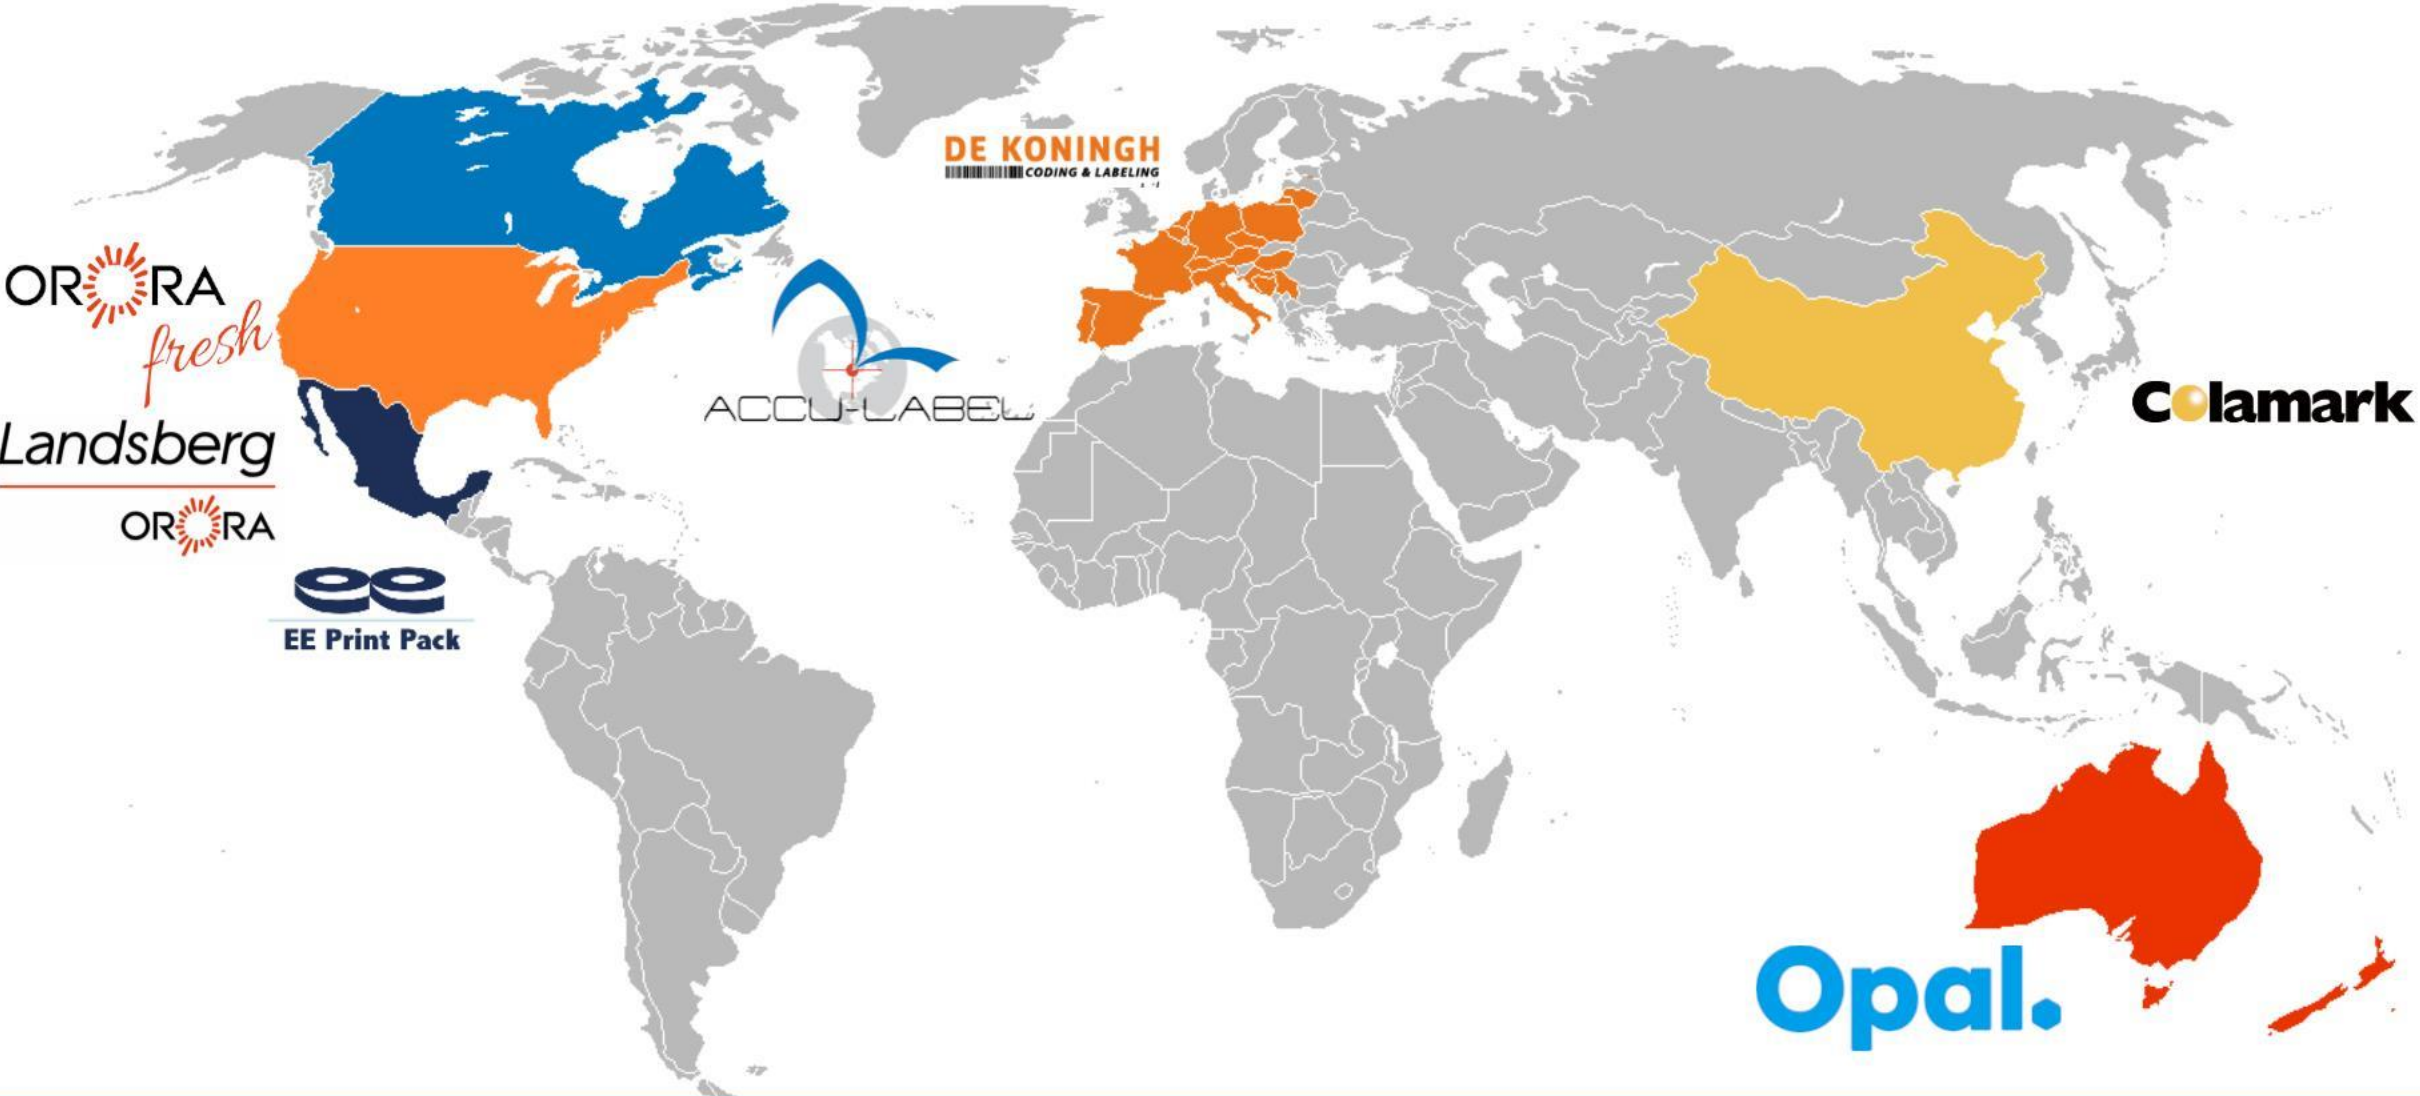 DE KONINGH
CODING & LABELING
ORORA
fresh
Landsberg
ORORA
EE Print Pack
ACCU-LABEL
Colamark
Opal.